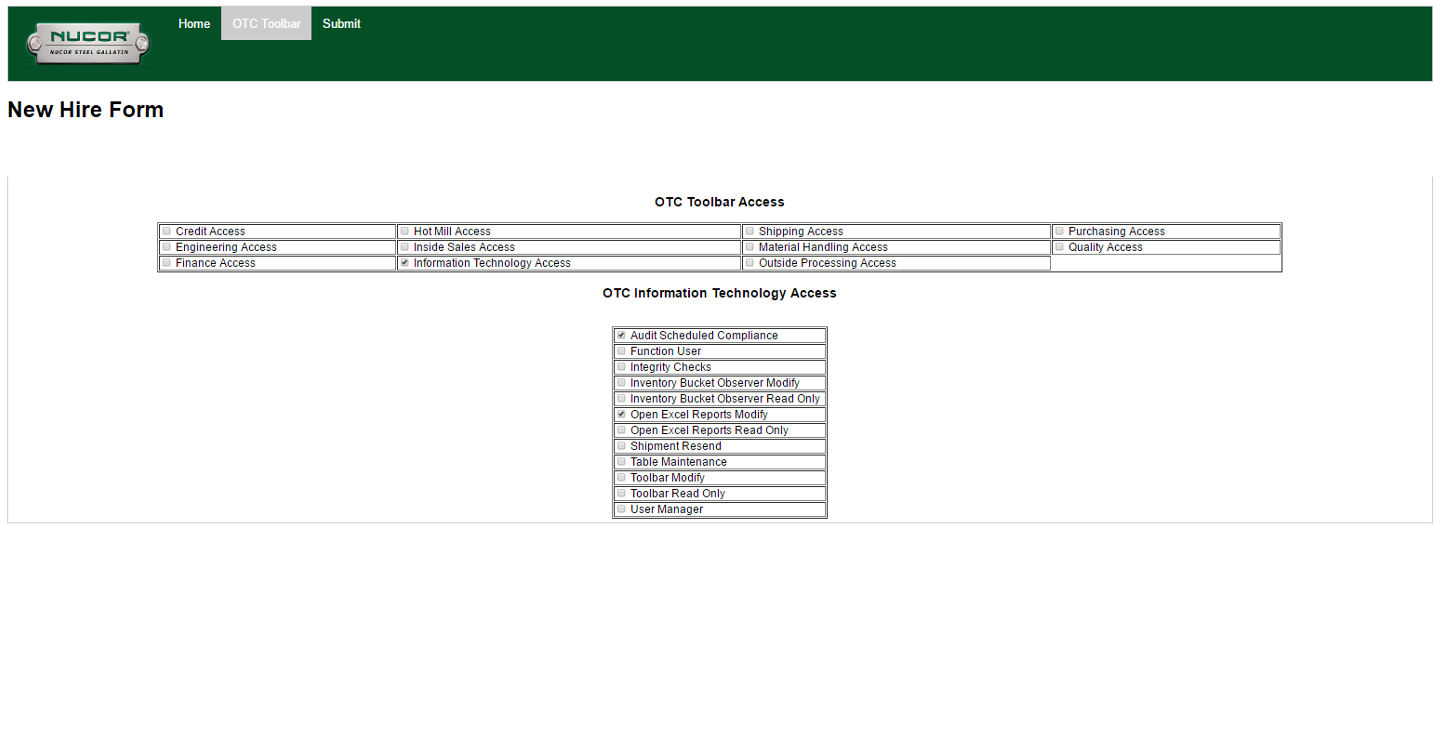 Home OTC Toolbar Submit
NUCOR®
NUCOR STEEL GALLATIN
New Hire Form
OTC Toolbar Access
Credit Access Hot Mill Access Shipping Access Purchasing Access
Engineering Access Inside Sales Access Material Handling Access Quality Access
Finance Access Information Technology Access Outside Processing Access
OTC Information Technology Access
Audit Scheduled Compliance
Function User
Integrity Checks
Inventory Bucket Observer Modify
Inventory Bucket Observer Read Only
Open Excel Reports Modify
Open Excel Reports Read Only
Shipment Resend
Table Maintenance
Toolbar Modify
Toolbar Read Only
User Manager